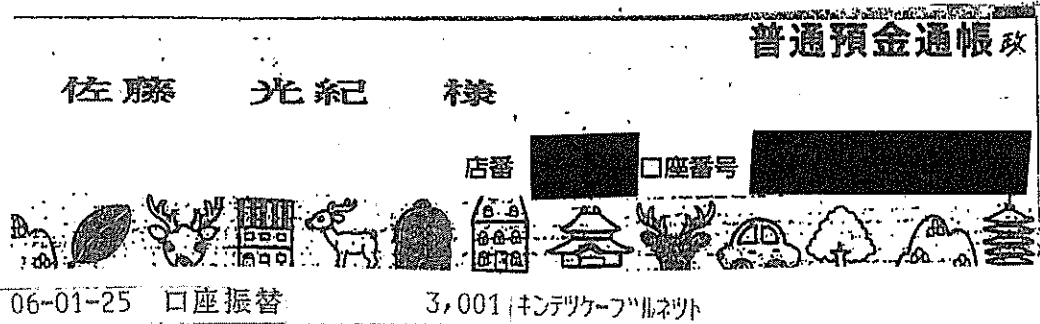 普通預金通帳 政
佐藤 光紀 様
店番 口座番号
06-01-25 口座振替 3,001 キンテツケーブルネット